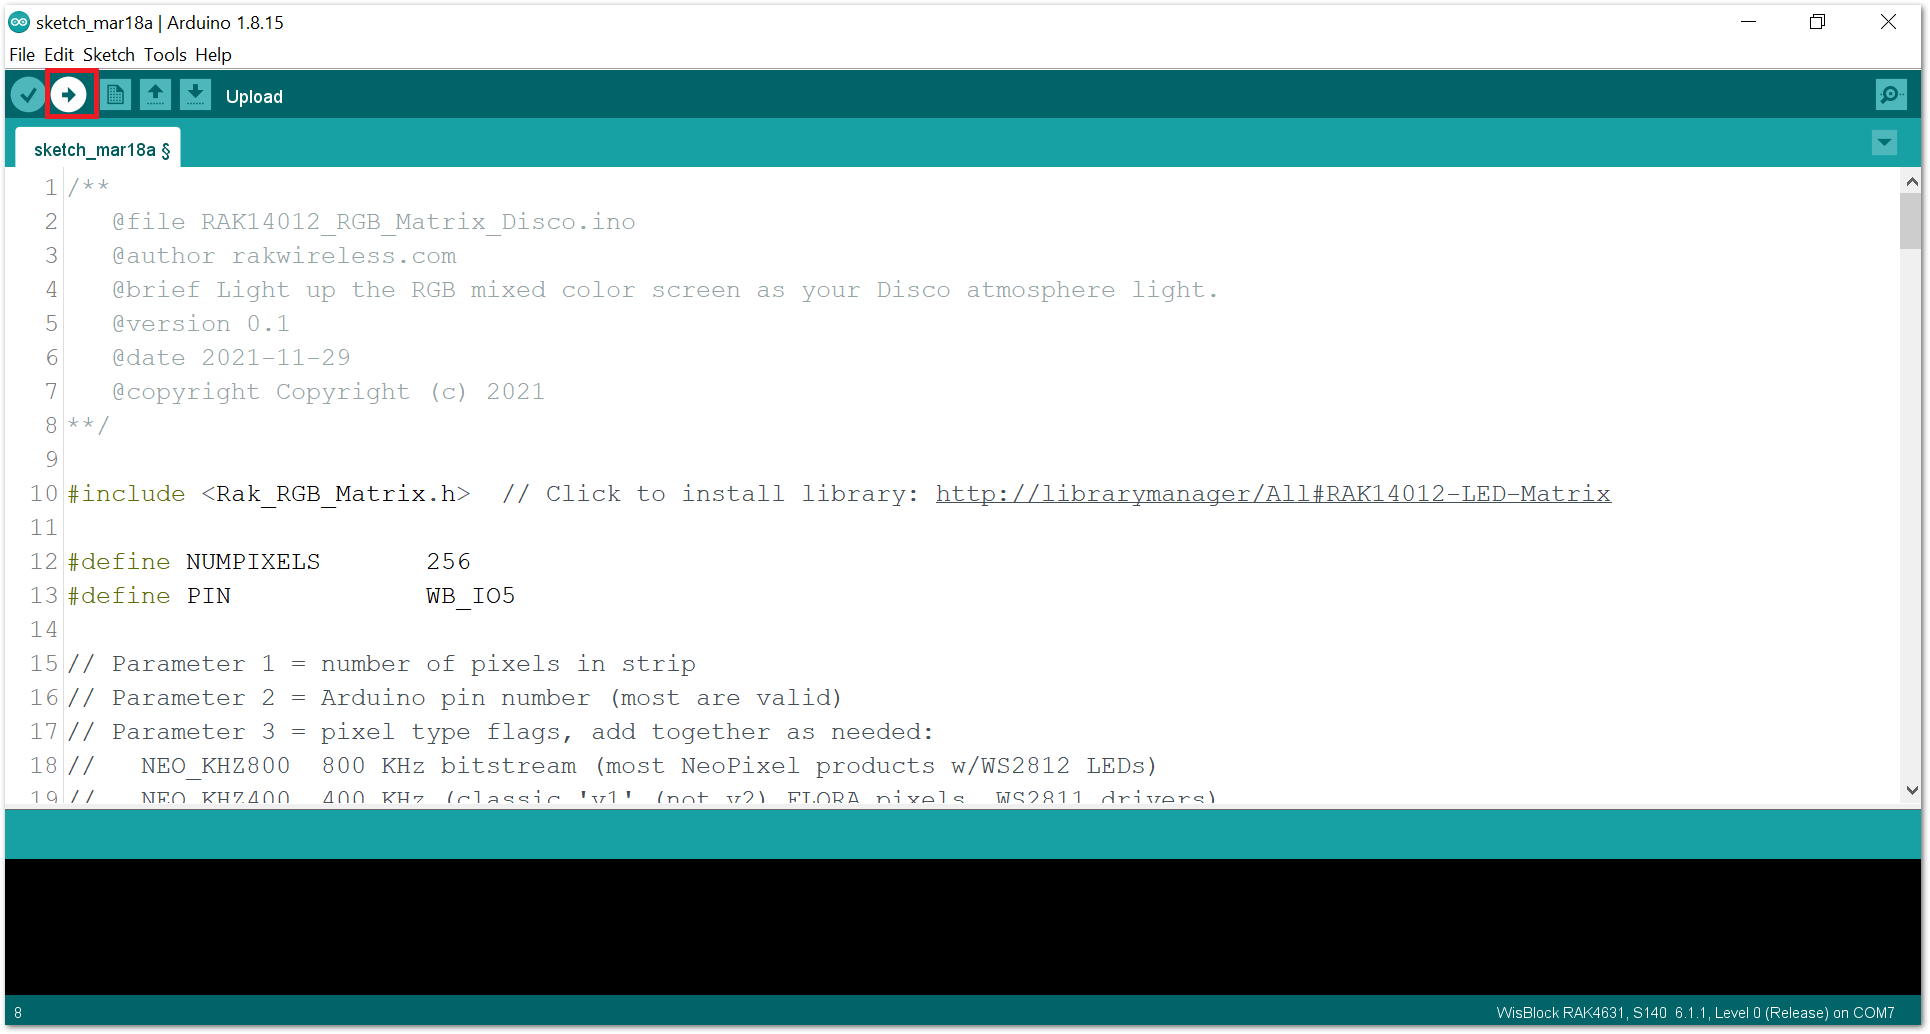 sketch_mar18a | Arduino 1.8.15
File Edit Sketch Tools Help
Upload
sketch_mar18a §
1 /**
2 @file RAK14012_RGB_Matrix_Disco.ino
3 @author rakwireless.com
4 @brief Light up the RGB mixed color screen as your Disco atmosphere light.
5 @version 0.1
6 @date 2021-11-29
7 @copyright Copyright (c) 2021
8 **/
9
10 #include <Rak_RGB_Matrix.h> // Click to install library: http://librarymanager/All#RAK14012-LED-Matrix
11
12 #define NUMPIXELS 256
13 #define PIN WB_IO5
14
15 // Parameter 1 = number of pixels in strip
16 // Parameter 2 = Arduino pin number (most are valid)
17 // Parameter 3 = pixel type flags, add together as needed:
18 // NEO_KHZ800 800 KHz bitstream (most NeoPixel products w/WS2812 LEDs)
19 // NEO_KHZ400 400 KHz (classic 'v1' (not v2) FLORA pixels, WS2811 drivers)
8
WisBlock RAK4631, S140 6.1.1, Level 0 (Release) on COM7